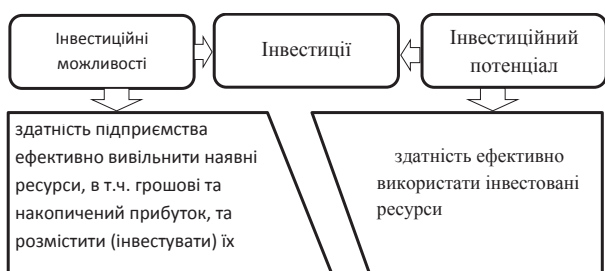 Інвестиційні
можливості
Інвестиції
Інвестиційний
потенціал
здатність підприємства
ефективно вивільнити наявні
ресурси, в т.ч. грошові та
накопичений прибуток, та
розмістити (інвестувати) їх
здатність ефективно
використати інвестовані
ресурси